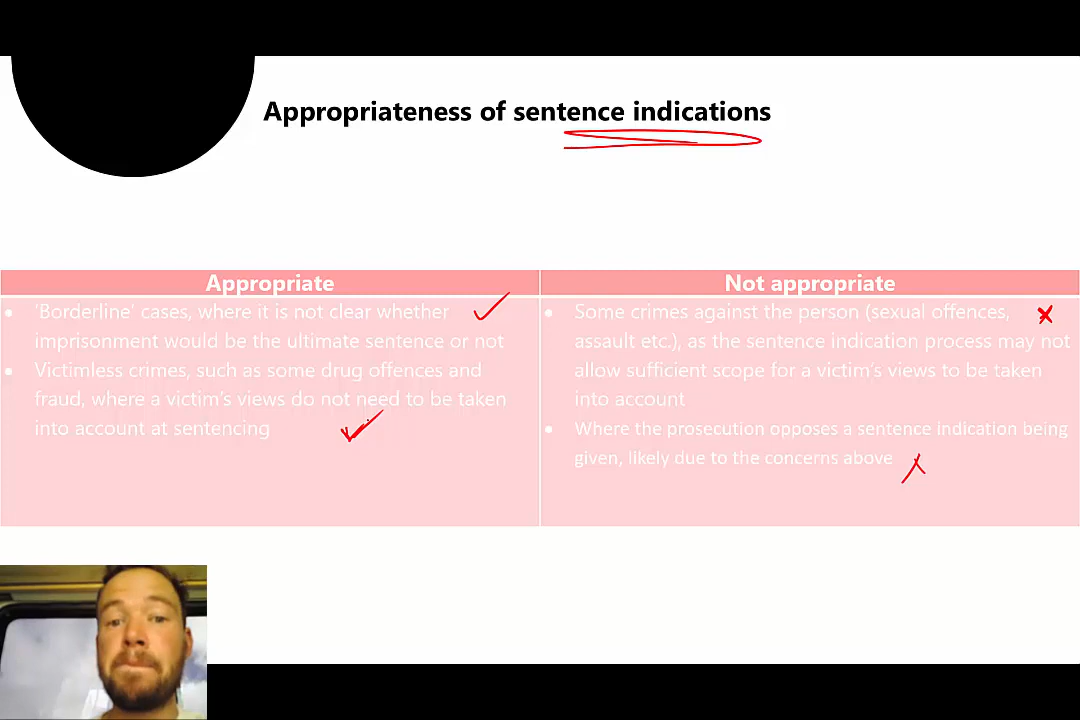 Appropriateness of sentence indications
Appropriate
• 'Borderline' cases, where it is not clear whether
imprisonment would be the ultimate sentence or not
• Victimless crimes, such as some drug offences and
fraud, where a victim's views do not need to be taken
into account at sentencing
Not appropriate
• Some crimes against the person (sexual offences,
assault etc.), as the sentence indication process may not
allow sufficient scope for a victim's views to be taken
into account
• Where the prosecution opposes a sentence indication being
given, likely due to the concerns above